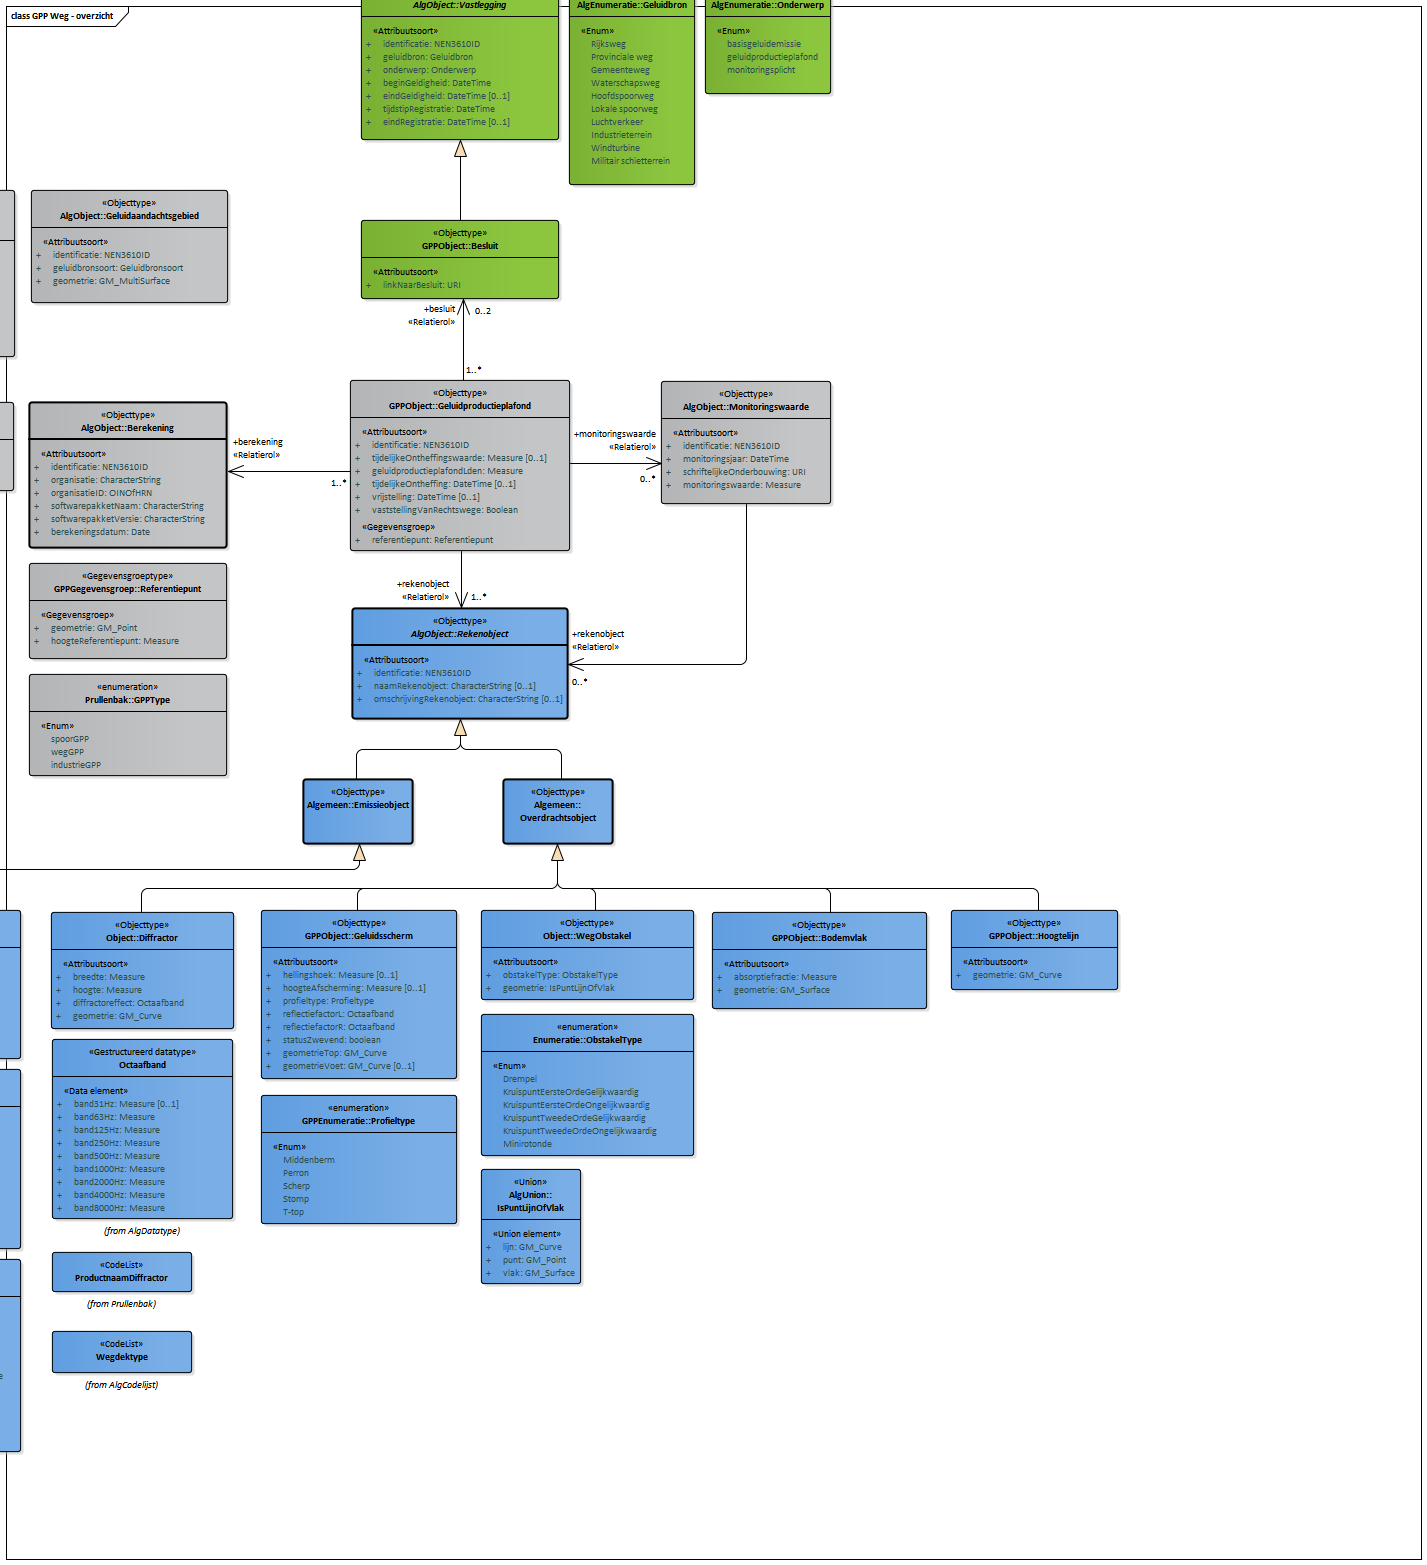 class GPP Weg - overzicht
AlgObject::Vastlegging
«Attribuutsoort»
+ identificatie: NEN3610ID
+ geluidbron: Geluidbron
+ onderwerp: Onderwerp
+ beginGeldigheid: DateTime
+ eindGeldigheid: DateTime [0..1]
+ tijdstipRegistratie: DateTime
+ eindRegistratie: DateTime [0..1]
AlgEnumeratie::Geluidbron
«Enum»
Rijksweg
Provinciale weg
Gemeenteweg
Waterschapsweg
Hoofdspoorweg
Lokale spoorweg
Luchtverkeer
Industrieterrein
Windturbine
Militair schietterrein
AlgEnumeratie::Onderwerp
«Enum»
basisgeluidemissie
geluidproductieplafond
monitoringsplicht
«Objecttype»
AlgObject::Geluidaandachtsgebied
«Attribuutsoort»
+ identificatie: NEN3610ID
+ geluidbronsoort: Geluidbronsoort
+ geometrie: GM_MultiSurface
«Objecttype»
GPPObject::Besluit
«Attribuutsoort»
+ linkNaarBesluit: URI
+besluit
«Relatierol»
0..2
1..*
«Objecttype»
AlgObject::Berekening
«Attribuutsoort»
+ identificatie: NEN3610ID
+ organisatie: CharacterString
+ organisatieID: OINOfHRN
+ softwarepakketNaam: CharacterString
+ softwarepakketVersie: CharacterString
+ berekeningsdatum: Date
+berekening
«Relatierol»
1..*
«Objecttype»
GPPObject::Geluidproductieplafond
«Attribuutsoort»
+ identificatie: NEN3610ID
+ tijdelijkeOntheffingswaarde: Measure [0..1]
+ geluidproductieplafondLden: Measure
+ tijdelijkeOntheffing: DateTime [0..1]
+ vrijstelling: DateTime [0..1]
+ vaststellingVanRechtswege: Boolean
«Gegevensgroep»
+ referentiepunt: Referentiepunt
+monitoringswaarde
«Relatierol»
0..*
«Objecttype»
AlgObject::Monitoringswaarde
«Attribuutsoort»
+ identificatie: NEN3610ID
+ monitoringsjaar: DateTime
+ schriftelijkeOnderbouwing: URI
+ monitoringswaarde: Measure
«Gegevensgroeptype»
GPPGegevensgroep::Referentiepunt
«Gegevensgroep»
+ geometrie: GM_Point
+ hoogteReferentiepunt: Measure
+rekenobject
«Relatierol»
1..*
«Objecttype»
AlgObject::Rekenobject
«Attribuutsoort»
+ identificatie: NEN3610ID
+ naamRekenobject: CharacterString [0..1]
+ omschrijvingRekenobject: CharacterString [0..1]
+rekenobject
«Relatierol»
0..*
«enumeration»
Prullenbak::GPPType
«Enum»
spoorGPP
wegGPP
industrieGPP
«Objecttype»
Algemeen::Emissieobject
«Objecttype»
Algemeen::
Overdrachtsobject
«Objecttype»
Object::Diffractor
«Attribuutsoort»
+ breedte: Measure
+ hoogte: Measure
+ diffractoreffect: Octaafband
+ geometrie: GM_Curve
«Objecttype»
GPPObject::Geluidsscherm
«Attribuutsoort»
+ hellingshoek: Measure [0..1]
+ hoogteAfscherming: Measure [0..1]
+ profieltype: Profieltype
+ reflectiefactorL: Octaafband
+ reflectiefactorR: Octaafband
+ statusZwevend: boolean
+ geometrieTop: GM_Curve
+ geometrieVoet: GM_Curve [0..1]
«Objecttype»
Object::WegObstakel
«Attribuutsoort»
+ obstakelType: ObstakelType
+ geometrie: IsPuntLijnOfVlak
«Objecttype»
GPPObject::Bodemvlak
«Attribuutsoort»
+ absorptiefractie: Measure
+ geometrie: GM_Surface
«Objecttype»
GPPObject::Hoogtelijn
«Attribuutsoort»
+ geometrie: GM_Curve
«Gestructureerd datatype»
Octaafband
«Data element»
+ band31Hz: Measure [0..1]
+ band63Hz: Measure
+ band125Hz: Measure
+ band250Hz: Measure
+ band500Hz: Measure
+ band1000Hz: Measure
+ band2000Hz: Measure
+ band4000Hz: Measure
+ band8000Hz: Measure
(from AlgDatatype)
«enumeration»
GPPEnumeratie::Profieltype
«Enum»
Middenberm
Perron
Scherp
Stomp
T-top
«enumeration»
Enumeratie::ObstakelType
«Enum»
Drempel
KruispuntEersteOrdeGelijkwaardig
KruispuntEersteOrdeOngelijkwaardig
KruispuntTweedeOrdeGelijkwaardig
KruispuntTweedeOrdeOngelijkwaardig
Minirotonde
«Union»
AlgUnion::
IsPuntLijnOfVlak
«Union element»
+ lijn: GM_Curve
+ punt: GM_Point
+ vlak: GM_Surface
«CodeList»
ProductnaamDiffractor
(from Prullenbak)
«CodeList»
Wegdektype
(from AlgCodelijst)